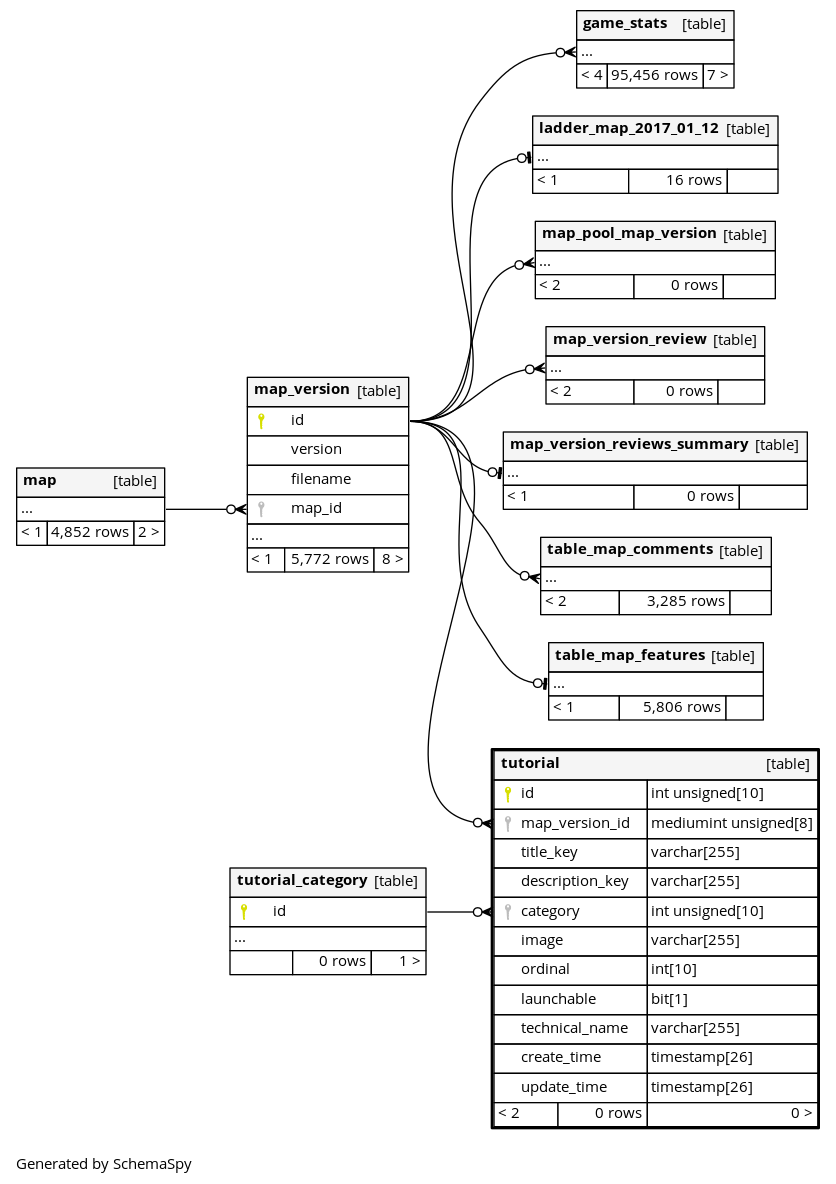 game_stats [table]
...
< 4 95,456 rows 7 >
ladder_map_2017_01_12 [table]
...
< 1 16 rows
map_pool_map_version [table]
...
< 2 0 rows
map_version_review [table]
...
< 2 0 rows
map_version [table]
id
version
filename
map_id
...
< 1 5,772 rows 8 >
map_version_reviews_summary [table]
...
< 1 0 rows
map [table]
...
< 1 4,852 rows 2 >
table_map_comments [table]
...
< 2 3,285 rows
table_map_features [table]
...
< 1 5,806 rows
tutorial [table]
id int unsigned[10]
map_version_id mediumint unsigned[8]
title_key varchar[255]
description_key varchar[255]
category int unsigned[10]
image varchar[255]
ordinal int[10]
launchable bit[1]
technical_name varchar[255]
create_time timestamp[26]
update_time timestamp[26]
< 2 0 rows 0 >
tutorial_category [table]
id
...
0 rows 1 >
Generated by SchemaSpy